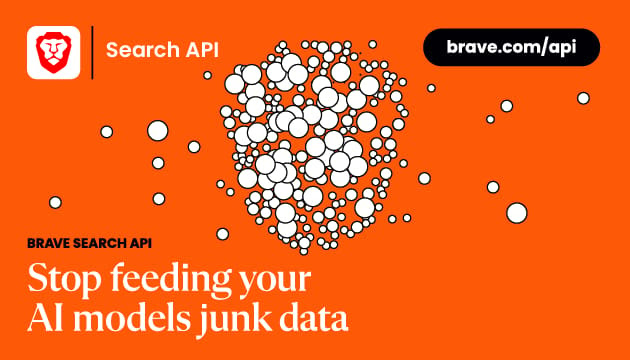 Search API
brave.com/api
BRAVE SEARCH API
Stop feeding your
AI models junk data